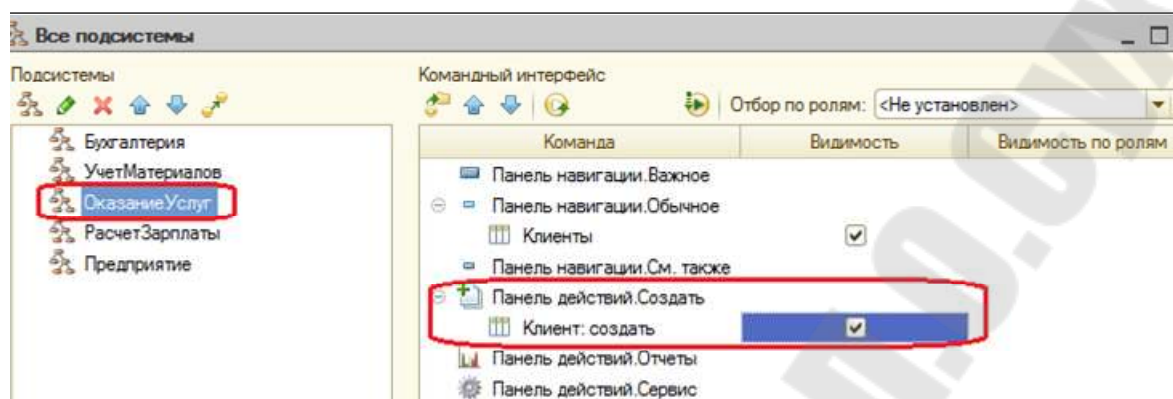 Все подсистемы
Подсистемы
Командный интерфейс
Отбор по ролям: <Не установлен>
Бухгалтерия
УчетМатериалов
ОказаниеУслуг
РасчетЗарплаты
Предприятие
Команда Видимость Видимость по ролям
Панель навигации.Важное
Панель навигации.Обычное
Клиенты
Панель навигации.См. также
Панель действий.Создать
Клиент: создать
Панель действий.Отчеты
Панель действий.Сервис